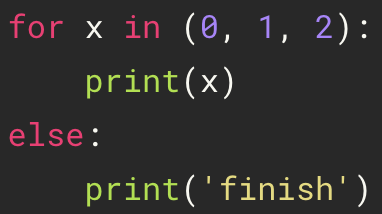 for x in (0, 1, 2):
    print(x)
else:
    print('finish')